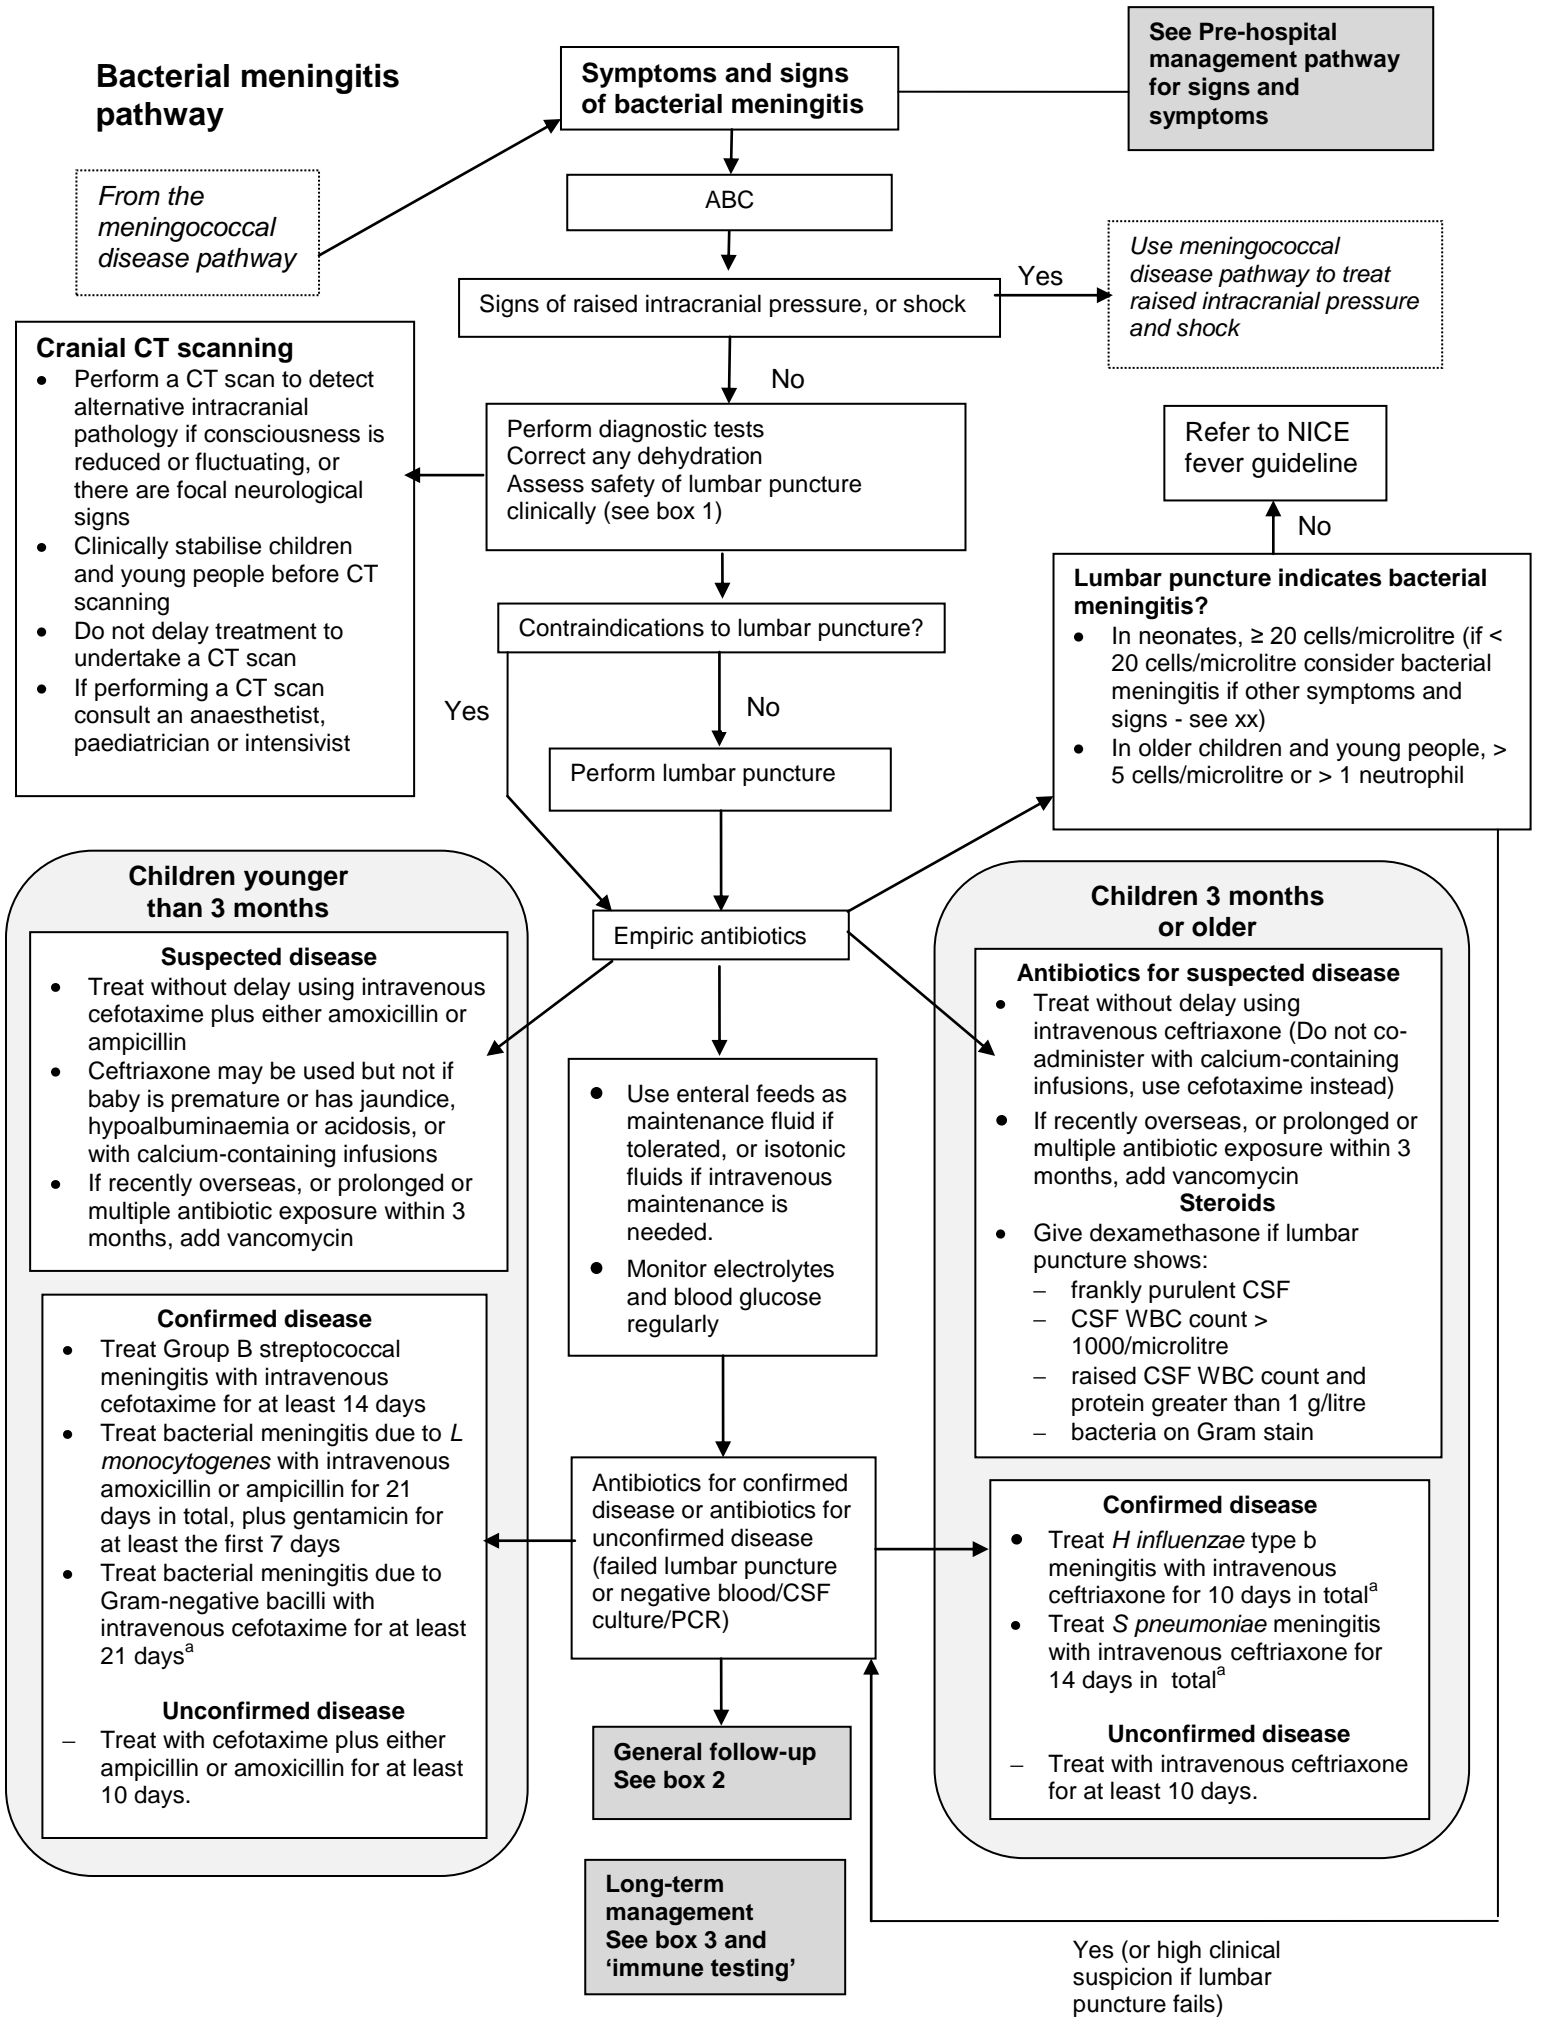 Bacterial meningitis
pathway
Symptoms and signs
of bacterial meningitis
See Pre-hospital
management pathway
for signs and
symptoms
From the
meningococcal
disease pathway
ABC
Signs of raised intracranial pressure, or shock
Yes
Use meningococcal
disease pathway to treat
raised intracranial pressure
and shock
No
Cranial CT scanning
• Perform a CT scan to detect
alternative intracranial
pathology if consciousness is
reduced or fluctuating, or
there are focal neurological
signs
• Clinically stabilise children
and young people before CT
scanning
• Do not delay treatment to
undertake a CT scan
• If performing a CT scan
consult an anaesthetist,
paediatrician or intensivist
Perform diagnostic tests
Correct any dehydration
Assess safety of lumbar puncture
clinically (see box 1)
Refer to NICE
fever guideline
No
Contraindications to lumbar puncture?
Yes
No
Perform lumbar puncture
Lumbar puncture indicates bacterial
meningitis?
• In neonates, ≥ 20 cells/microlitre (if <
20 cells/microlitre consider bacterial
meningitis if other symptoms and
signs - see xx)
• In older children and young people, >
5 cells/microlitre or > 1 neutrophil
Empiric antibiotics
Children younger
than 3 months
Suspected disease
• Treat without delay using intravenous
cefotaxime plus either amoxicillin or
ampicillin
• Ceftriaxone may be used but not if
baby is premature or has jaundice,
hypoalbuminaemia or acidosis, or
with calcium-containing infusions
• If recently overseas, or prolonged or
multiple antibiotic exposure within 3
months, add vancomycin
Confirmed disease
• Treat Group B streptococcal
meningitis with intravenous
cefotaxime for at least 14 days
• Treat bacterial meningitis due to L
monocytogenes with intravenous
amoxicillin or ampicillin for 21
days in total, plus gentamicin for
at least the first 7 days
• Treat bacterial meningitis due to
Gram-negative bacilli with
intravenous cefotaxime for at least
21 daysᵃ
Unconfirmed disease
– Treat with cefotaxime plus either
ampicillin or amoxicillin for at least
10 days.
• Use enteral feeds as
maintenance fluid if
tolerated, or isotonic
fluids if intravenous
maintenance is
needed.
• Monitor electrolytes
and blood glucose
regularly
Antibiotics for confirmed
disease or antibiotics for
unconfirmed disease
(failed lumbar puncture
or negative blood/CSF
culture/PCR)
General follow-up
See box 2
Long-term
management
See box 3 and
‘immune testing’
Children 3 months
or older
Antibiotics for suspected disease
• Treat without delay using
intravenous ceftriaxone (Do not co-
administer with calcium-containing
infusions, use cefotaxime instead)
• If recently overseas, or prolonged or
multiple antibiotic exposure within 3
months, add vancomycin
Steroids
• Give dexamethasone if lumbar
puncture shows:
– frankly purulent CSF
– CSF WBC count >
1000/microlitre
– raised CSF WBC count and
protein greater than 1 g/litre
– bacteria on Gram stain
Confirmed disease
• Treat H influenzae type b
meningitis with intravenous
ceftriaxone for 10 days in totalᵃ
• Treat S pneumoniae meningitis
with intravenous ceftriaxone for
14 days in totalᵃ
Unconfirmed disease
– Treat with intravenous ceftriaxone
for at least 10 days.
Yes (or high clinical
suspicion if lumbar
puncture fails)